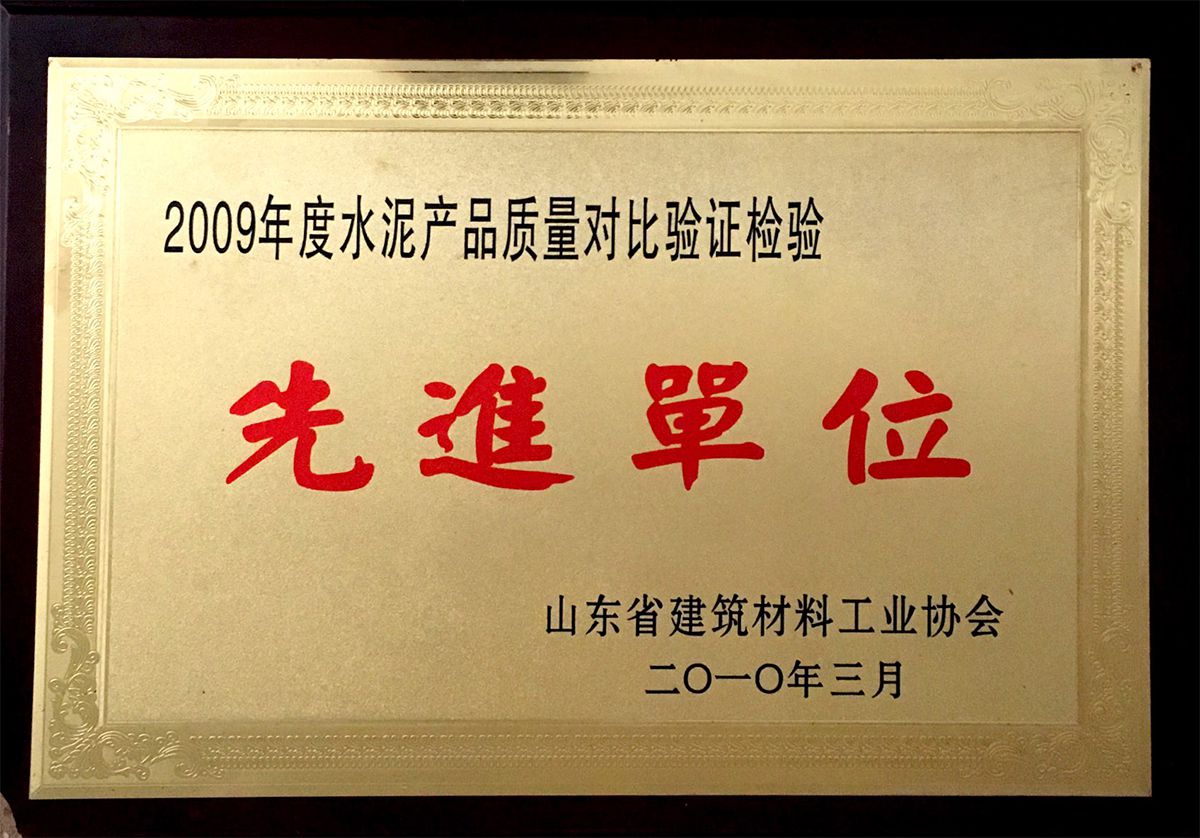 2009年度水泥产品质量对比验证检验
先進單位
山东省建筑材料工业协会
二〇一〇年三月